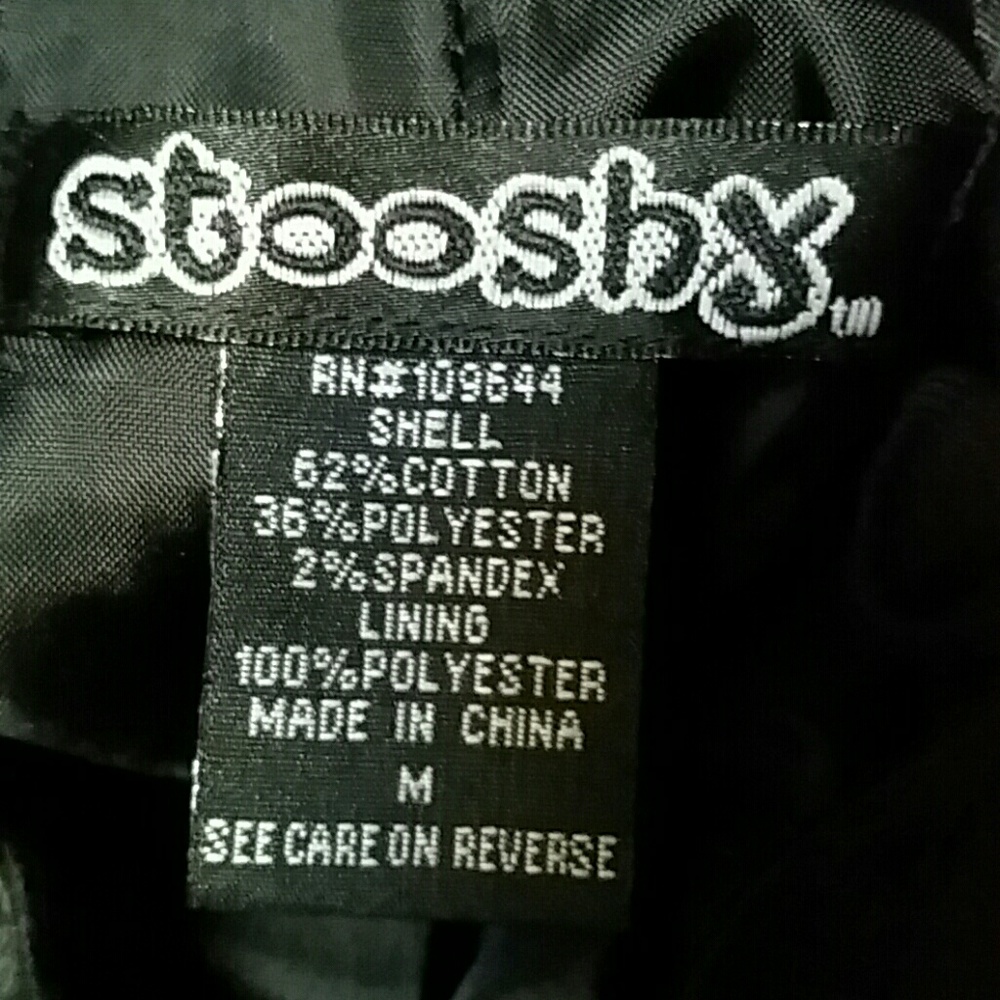 stooshy tm
RN#109644
SHELL
62%COTTON
36%POLYESTER
2%SPANDEX
LINING
100%POLYESTER
MADE IN CHINA
M
SEE CARE ON REVERSE